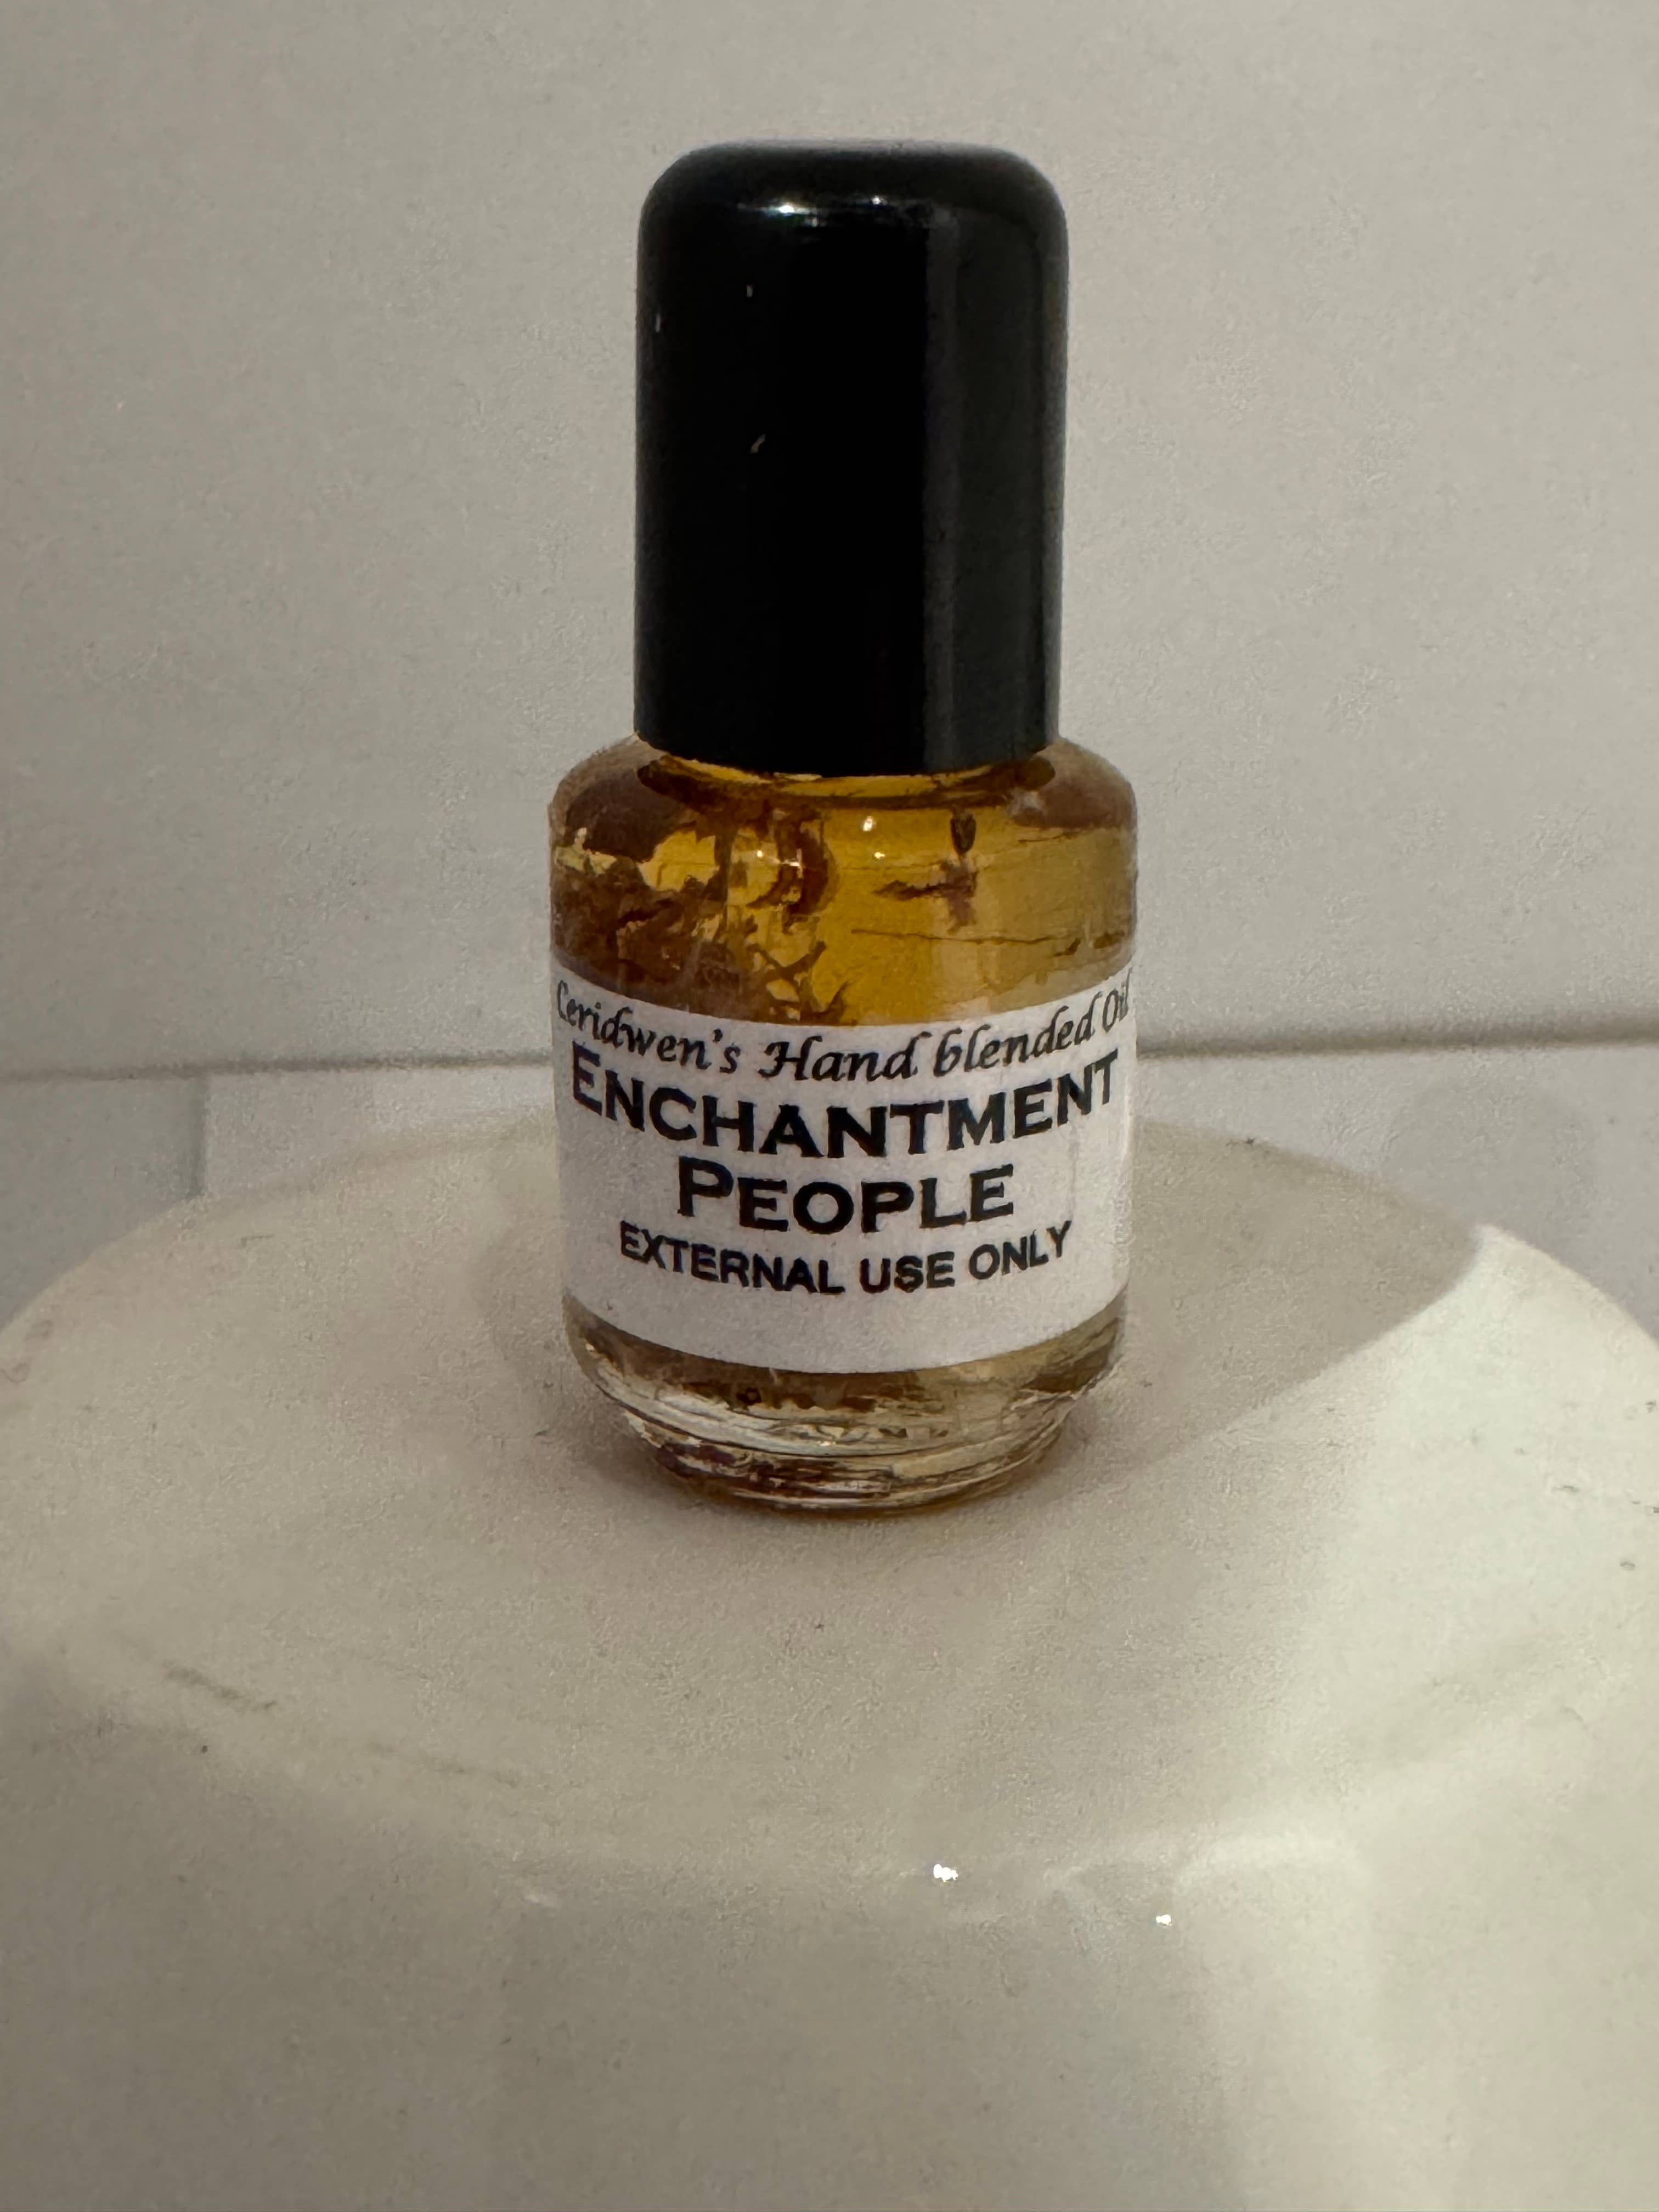 Ceridwen's Hand blended Oil
ENCHANTMENT
PEOPLE
EXTERNAL USE ONLY